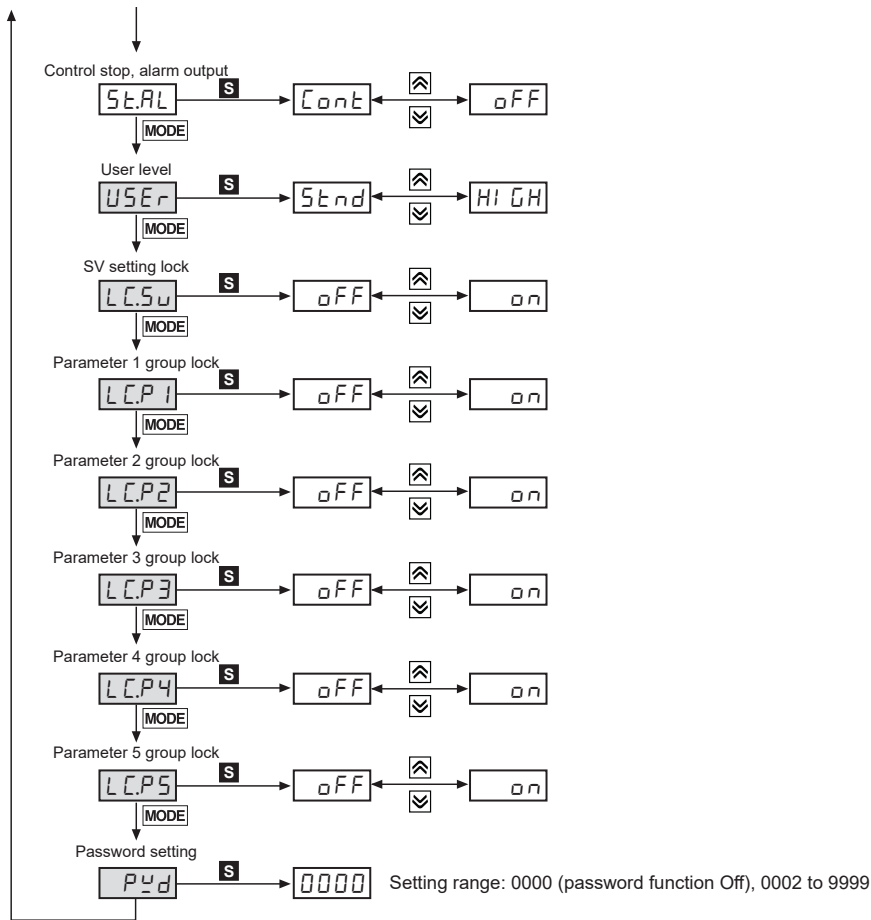 Control stop, alarm output
St.AL S Cont oFF
MODE
User level
USEr S Stnd HIGH
MODE
SV setting lock
LC.Sv S oFF on
MODE
Parameter 1 group lock
LC.P1 S oFF on
MODE
Parameter 2 group lock
LC.P2 S oFF on
MODE
Parameter 3 group lock
LC.P3 S oFF on
MODE
Parameter 4 group lock
LC.P4 S oFF on
MODE
Parameter 5 group lock
LC.P5 S oFF on
MODE
Password setting
PWd S 0000 Setting range: 0000 (password function Off), 0002 to 9999